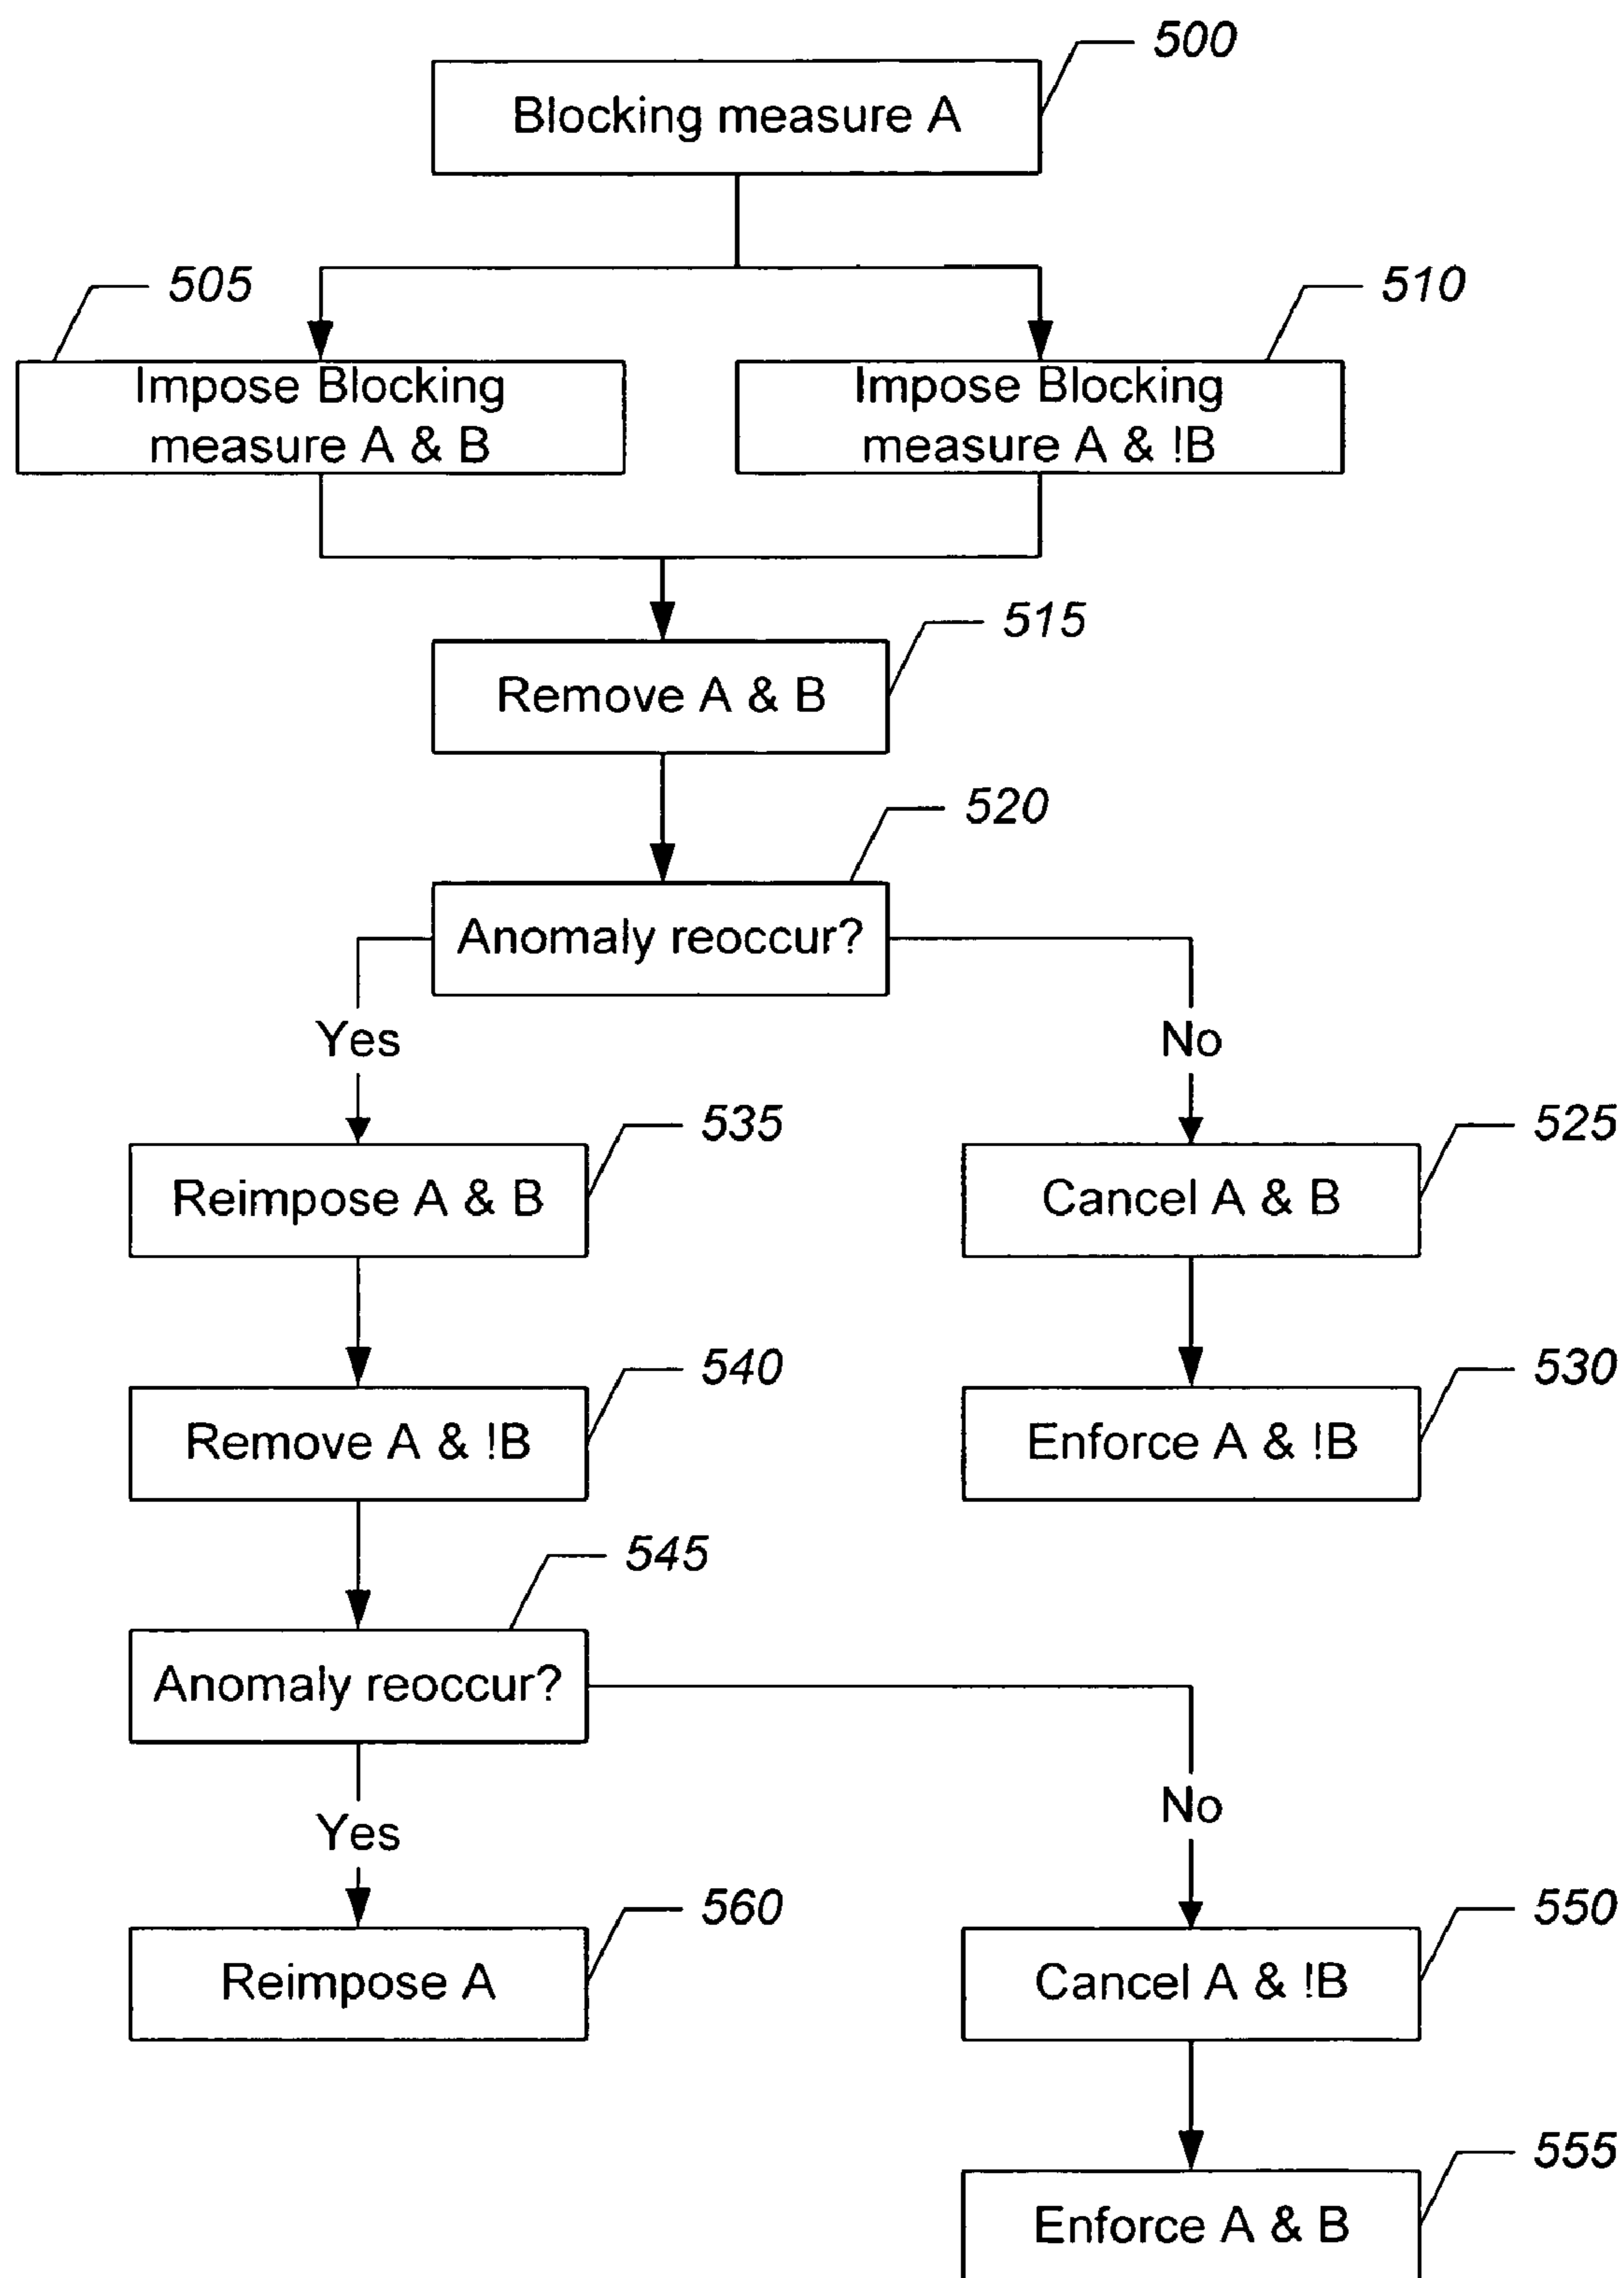 500
Blocking measure A
505
510
Impose Blocking
measure A & B
Impose Blocking
measure A & !B
515
Remove A & B
520
Anomaly reoccur?
Yes
No
535
525
Reimpose A & B
Cancel A & B
540
530
Remove A & !B
Enforce A & !B
545
Anomaly reoccur?
Yes
No
560
550
Reimpose A
Cancel A & !B
555
Enforce A & B